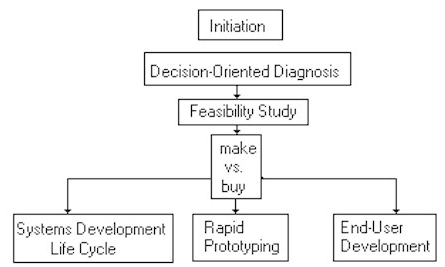 Initiation
Decision-Oriented Diagnosis
Feasibility Study
make
vs.
buy
Systems Development
Life Cycle
Rapid
Prototyping
End-User
Development